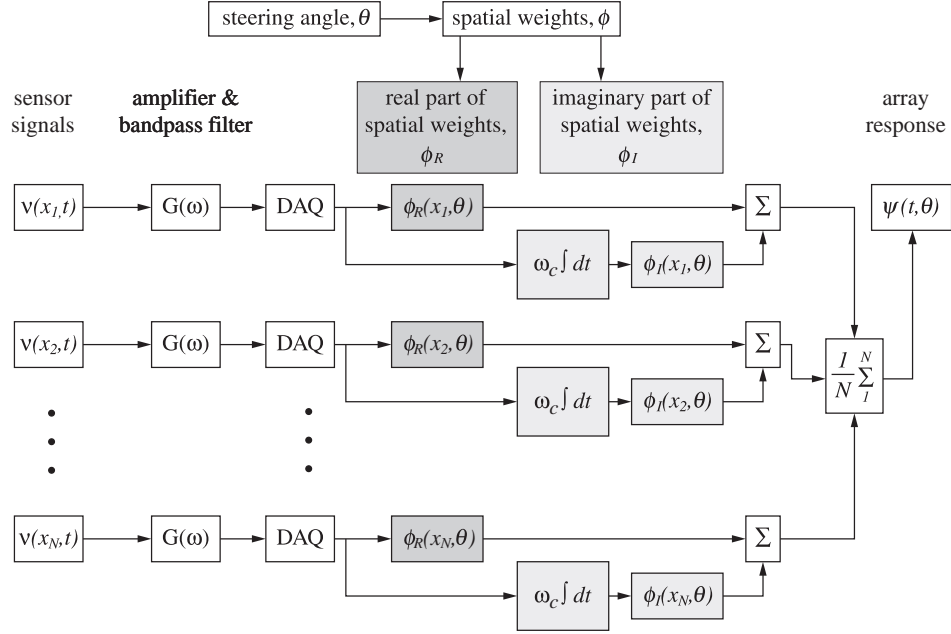 steering angle, θ
spatial weights, ϕ
sensor
signals
amplifier &
bandpass filter
real part of
spatial weights,
ϕR
imaginary part of
spatial weights,
ϕI
array
response
ν(x1,t)
G(ω)
DAQ
ϕR(x1,θ)
Σ
ψ(t,θ)
ωc∫dt
ϕI(x1,θ)
ν(x2,t)
G(ω)
DAQ
ϕR(x2,θ)
Σ
1/N Σ 1 N
ωc∫dt
ϕI(x2,θ)
ν(xN,t)
G(ω)
DAQ
ϕR(xN,θ)
Σ
ωc∫dt
ϕI(xN,θ)